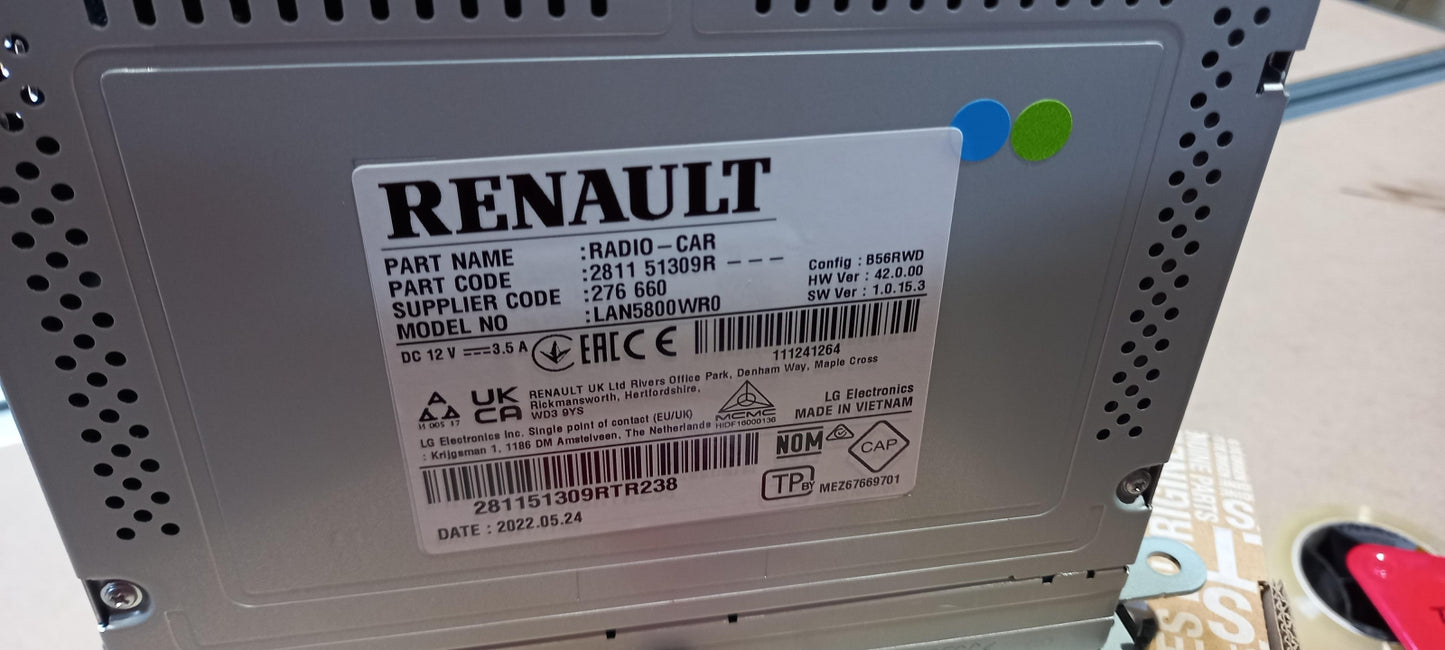 RENAULT
PART NAME :RADIO-CAR
PART CODE :2811 51309R ---
SUPPLIER CODE :276 660
MODEL NO :LAN5800WR0
Config : B56RWD
HW Ver : 42.0.00
SW Ver : 1.0.15.3
DC 12 V ⎓ 3.5 A
EAC CE
111241264
UK
CA
RENAULT UK Ltd Rivers Office Park, Denham Way, Maple Cross
Rickmansworth, Hertfordshire,
WD3 9YS
MCMC
HIDF16000136
LG Electronics
MADE IN VIETNAM
LG Electronics Inc. Single point of contact (EU/UK)
: Krijgsman 1, 1186 DM Amstelveen, The Netherlands
NOM
CAP
281151309RTR238
TP BY MEZ67669701
DATE : 2022.05.24
PARTS